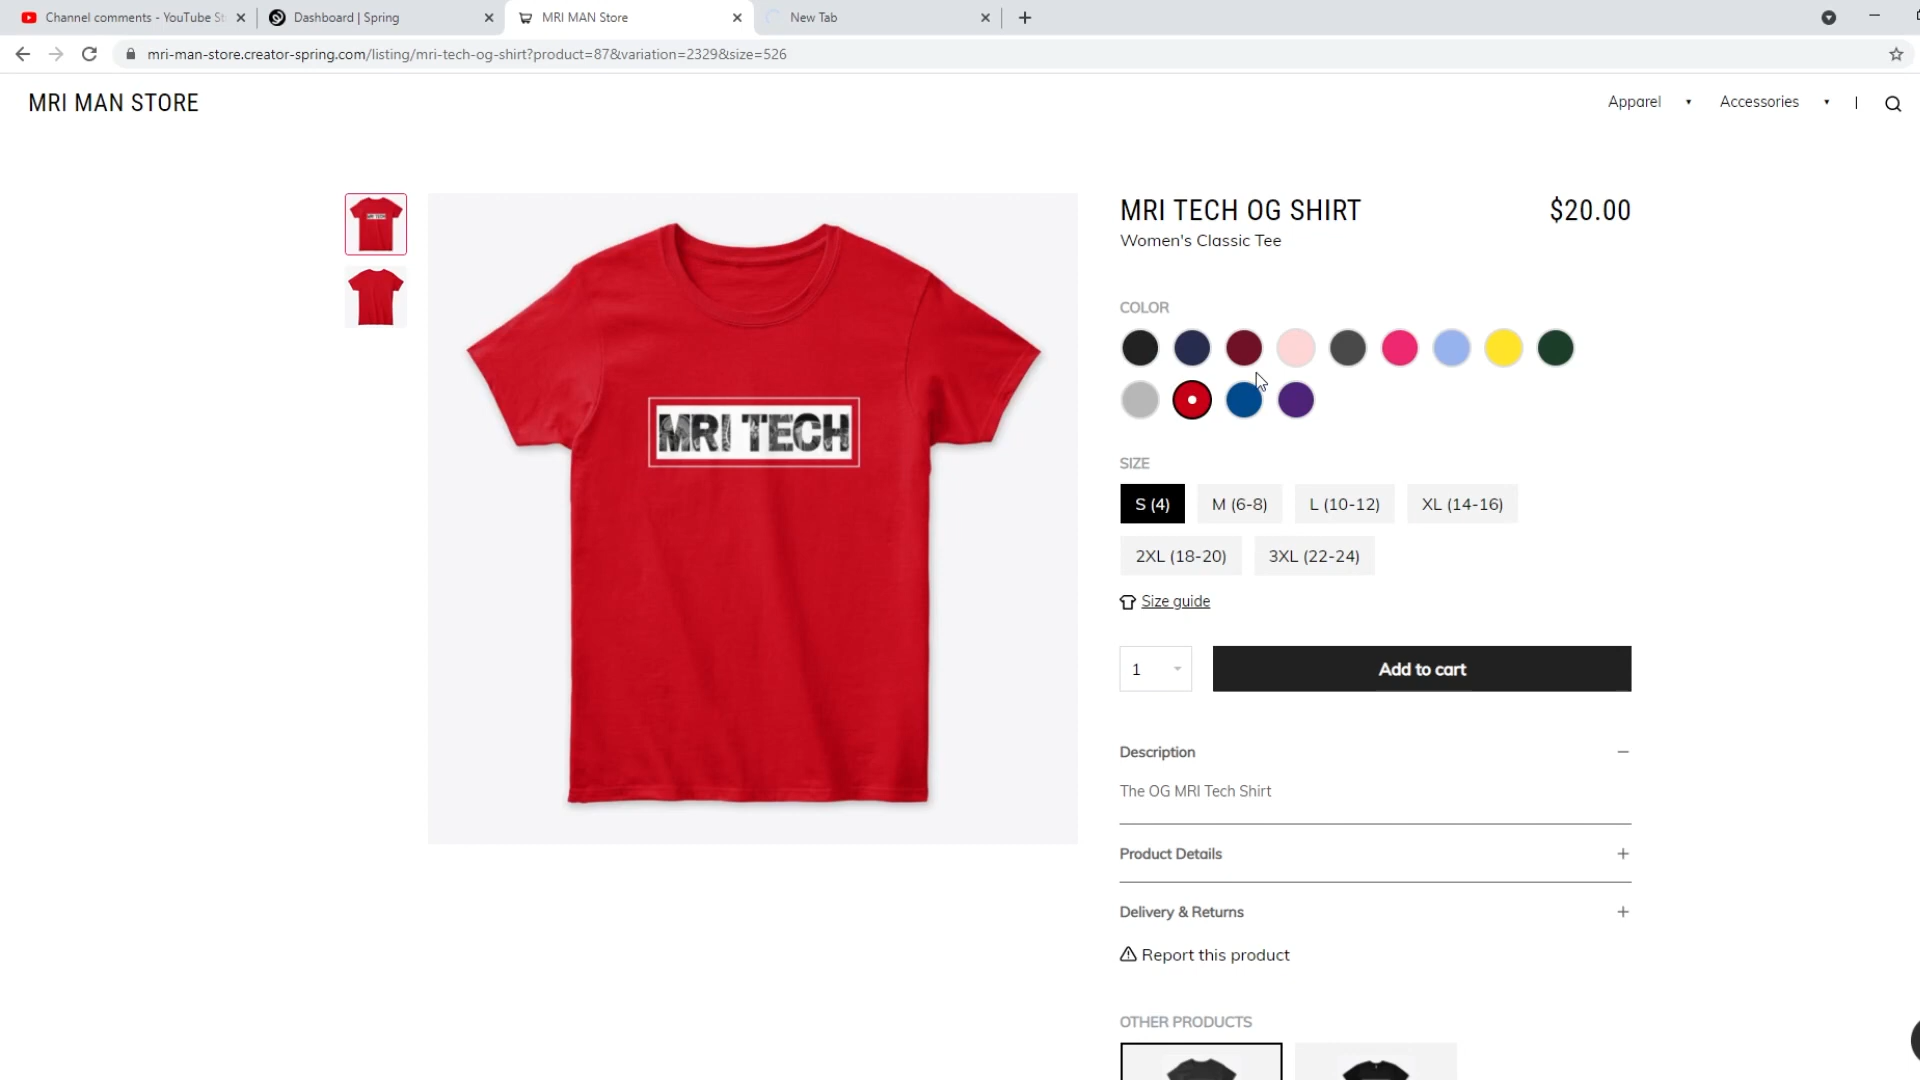 Channel comments - YouTube St
Dashboard | Spring
MRI MAN Store
New Tab
mri-man-store.creator-spring.com/listing/mri-tech-og-shirt?product=87&variation=2329&size=526
MRI MAN STORE
Apparel
Accessories
MRI TECH OG SHIRT
$20.00
Women's Classic Tee
COLOR
MRI TECH
SIZE
S (4)
M (6-8)
L (10-12)
XL (14-16)
2XL (18-20)
3XL (22-24)
Size guide
1
Add to cart
Description
The OG MRI Tech Shirt
Product Details
Delivery & Returns
Report this product
OTHER PRODUCTS